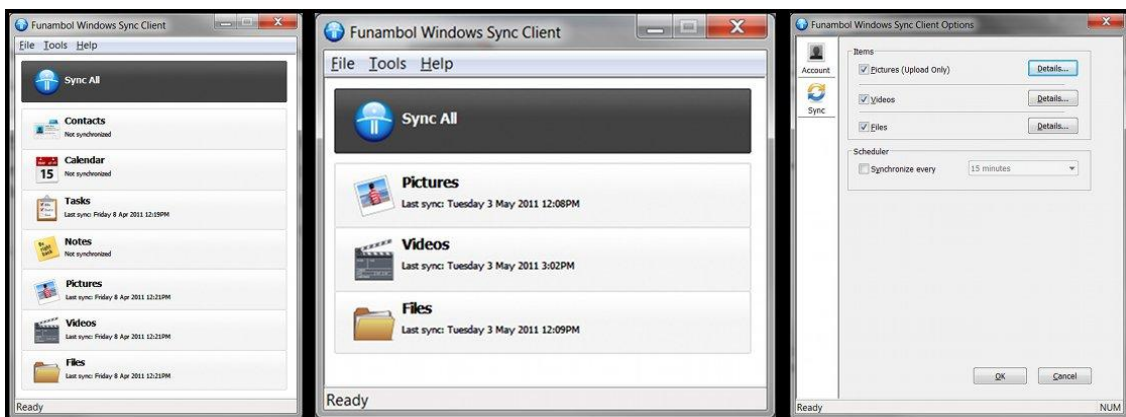 Funambol Windows Sync Client
File Tools Help
Sync All
Contacts
Not synchronized
Calendar
15
Not synchronized
Tasks
Last sync: Friday 8 Apr 2011 12:19PM
Be right back
Notes
Not synchronized
Pictures
Last sync: Friday 8 Apr 2011 12:21PM
Videos
Last sync: Friday 8 Apr 2011 12:21PM
Files
Last sync: Friday 8 Apr 2011 12:21PM
Ready
Funambol Windows Sync Client
File Tools Help
Sync All
Pictures
Last sync: Tuesday 3 May 2011 12:08PM
Videos
Last sync: Tuesday 3 May 2011 3:02PM
Files
Last sync: Tuesday 3 May 2011 12:09PM
Ready
Funambol Windows Sync Client Options
Account
Sync
Items
Pictures (Upload Only) Details...
Videos Details...
Files Details...
Scheduler
Synchronize every 15 minutes
OK Cancel
Ready NUM